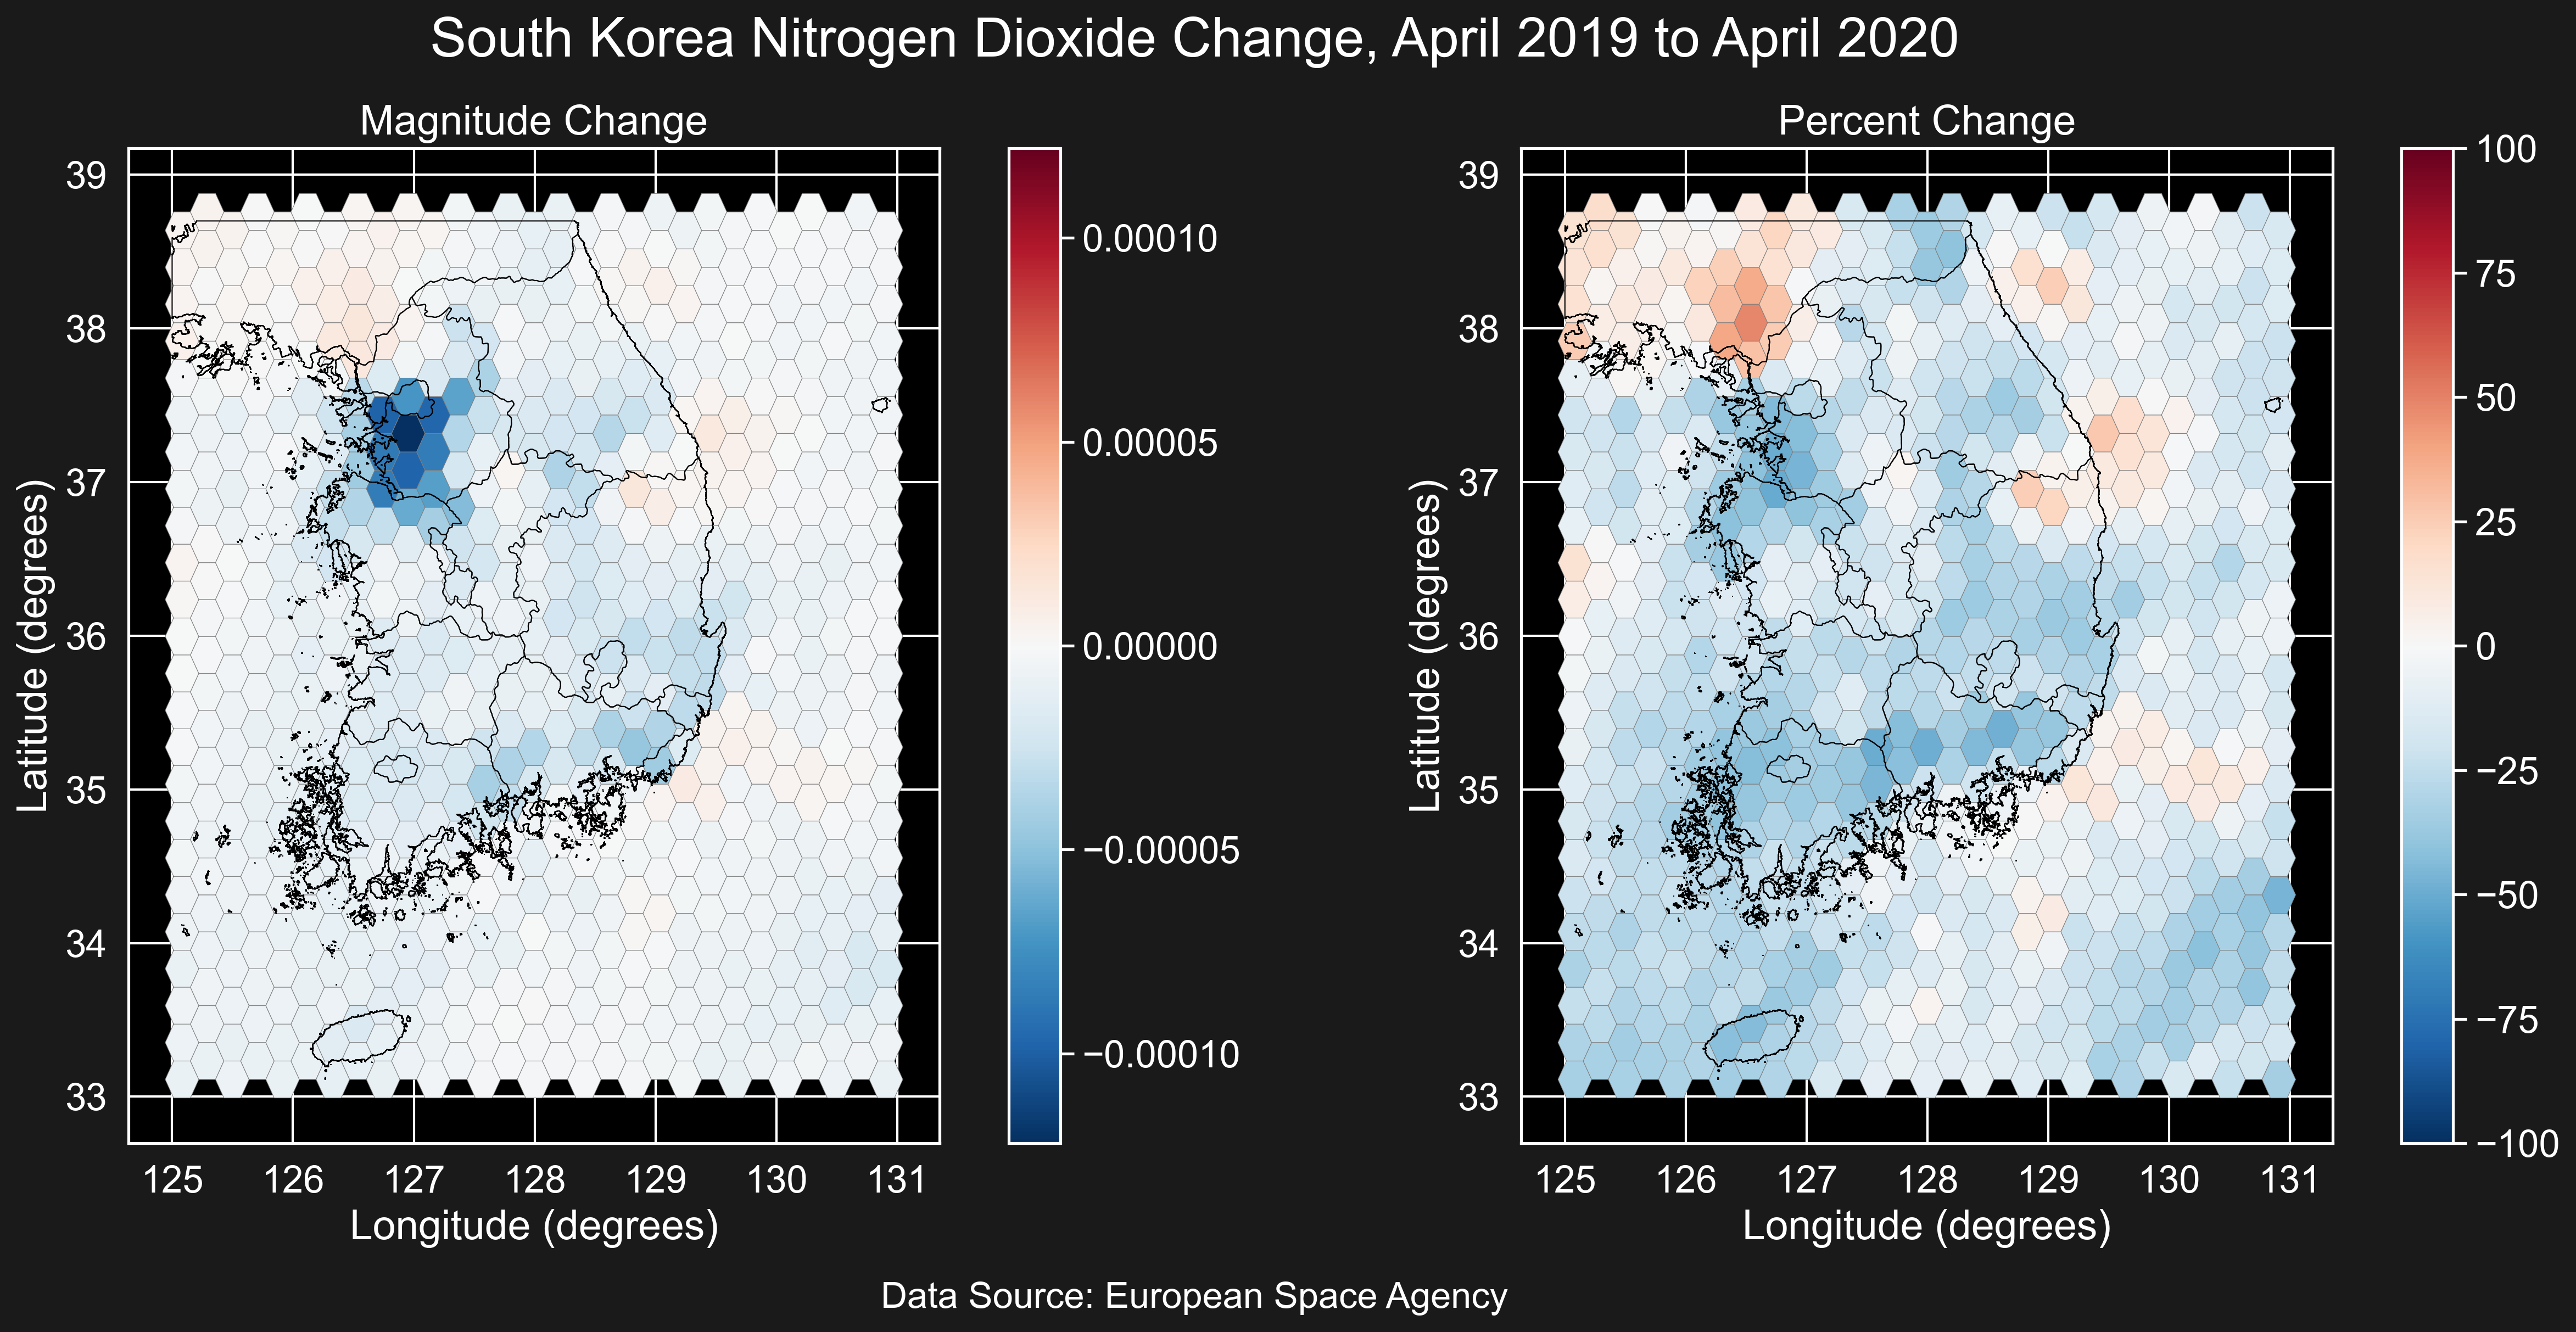 South Korea Nitrogen Dioxide Change, April 2019 to April 2020
Magnitude Change
39
38
37
36
35
34
33
Latitude (degrees)
125 126 127 128 129 130 131
Longitude (degrees)
0.00010
0.00005
0.00000
−0.00005
−0.00010
Percent Change
39
38
37
36
35
34
33
Latitude (degrees)
125 126 127 128 129 130 131
Longitude (degrees)
100
75
50
25
0
−25
−50
−75
−100
Data Source: European Space Agency